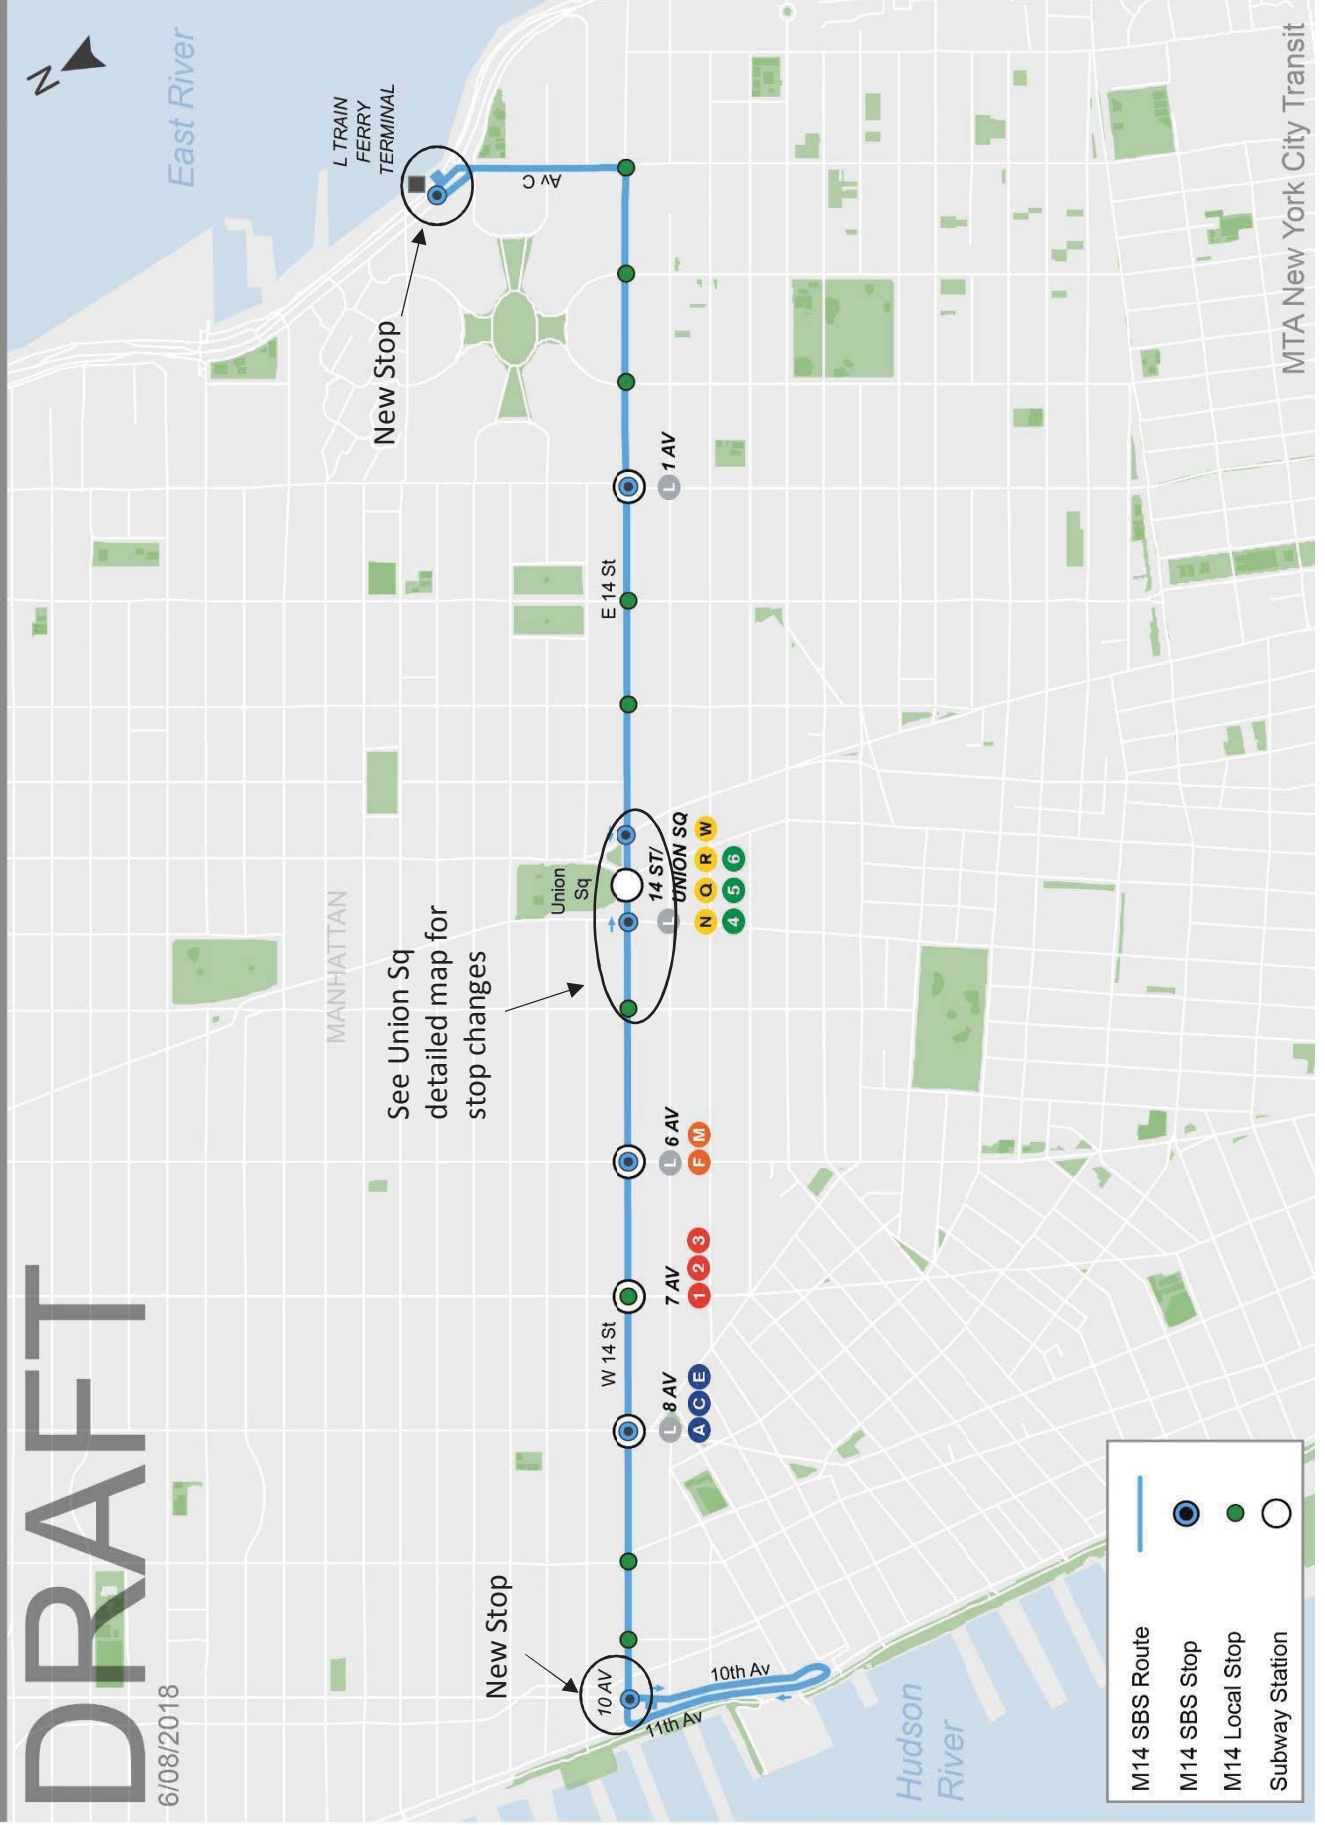 DRAFT
6/08/2018
N
East River
L TRAIN
FERRY
TERMINAL
Av C
New Stop
MANHATTAN
See Union Sq
detailed map for
stop changes
Union
Sq
New Stop
10 AV
W 14 St
E 14 St
L 8 AV
A C E
7 AV
1 2 3
L 6 AV
F M
14 ST/
L UNION SQ
N Q R W
4 5 6
L 1 AV
10th Av
11th Av
Hudson
River
M14 SBS Route
M14 SBS Stop
M14 Local Stop
Subway Station
MTA New York City Transit